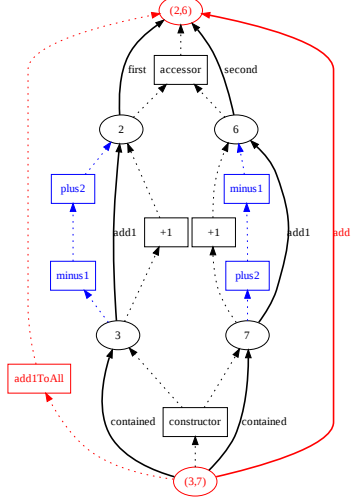 (2,6)
first
accessor
second
2
6
plus2
minus1
add1
+1
+1
add1
add
minus1
plus2
3
7
add1ToAll
contained
constructor
contained
(3,7)